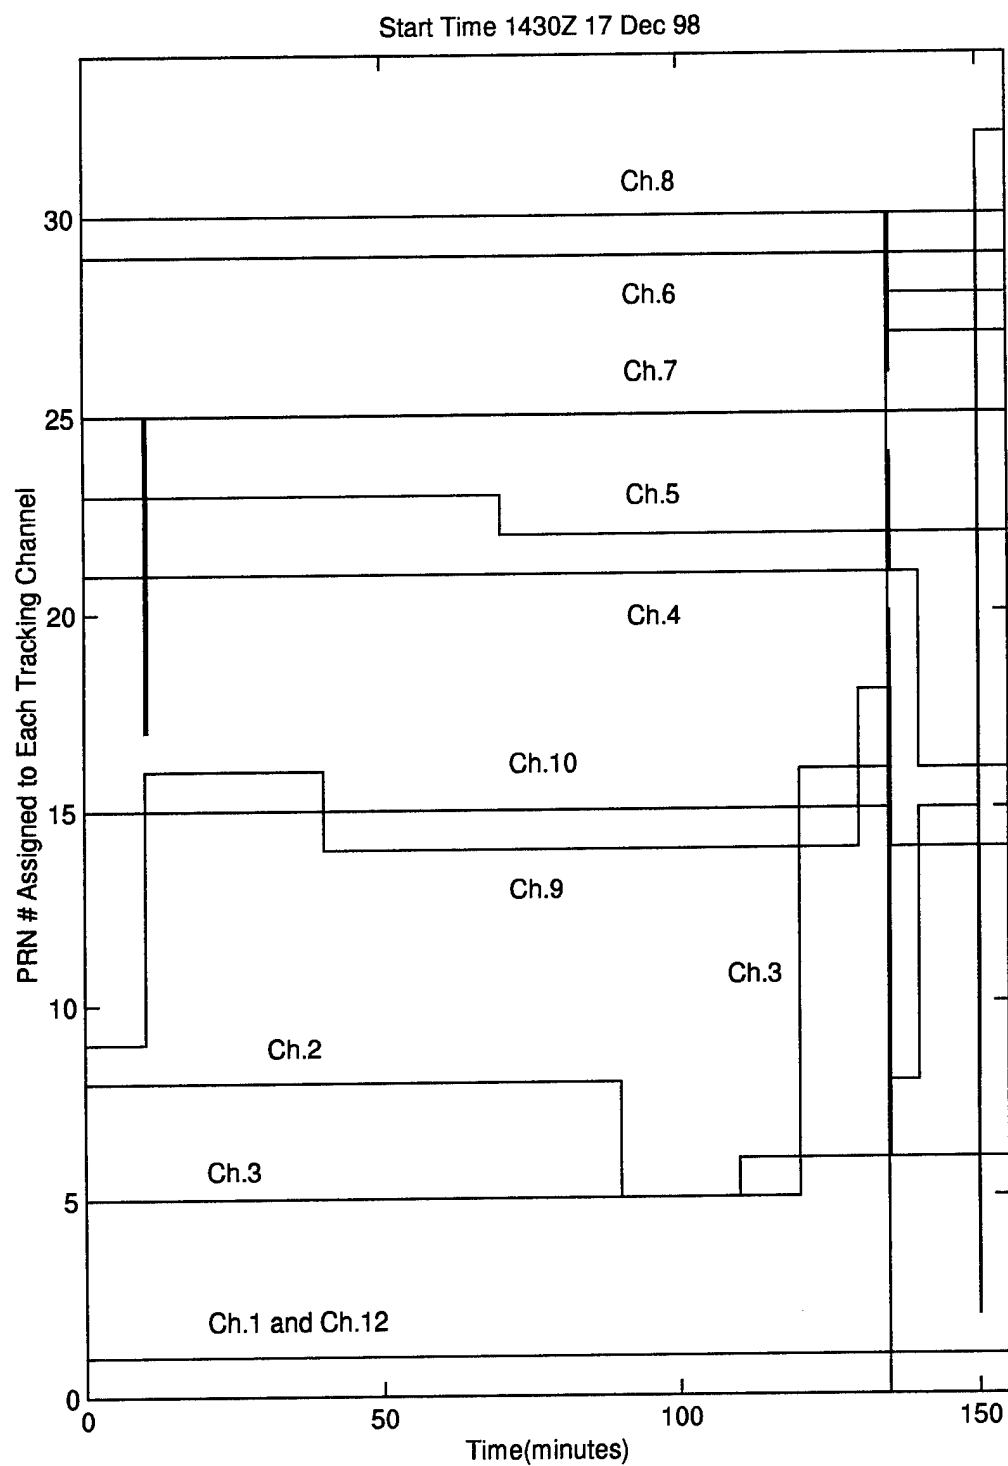 Start Time 1430Z 17 Dec 98
Ch.8
30
Ch.6
Ch.7
25
Ch.5
20
Ch.4
Ch.10
15
Ch.9
Ch.3
10
Ch.2
Ch.3
5
Ch.1 and Ch.12
0
0
50
100
150
Time(minutes)
PRN # Assigned to Each Tracking Channel